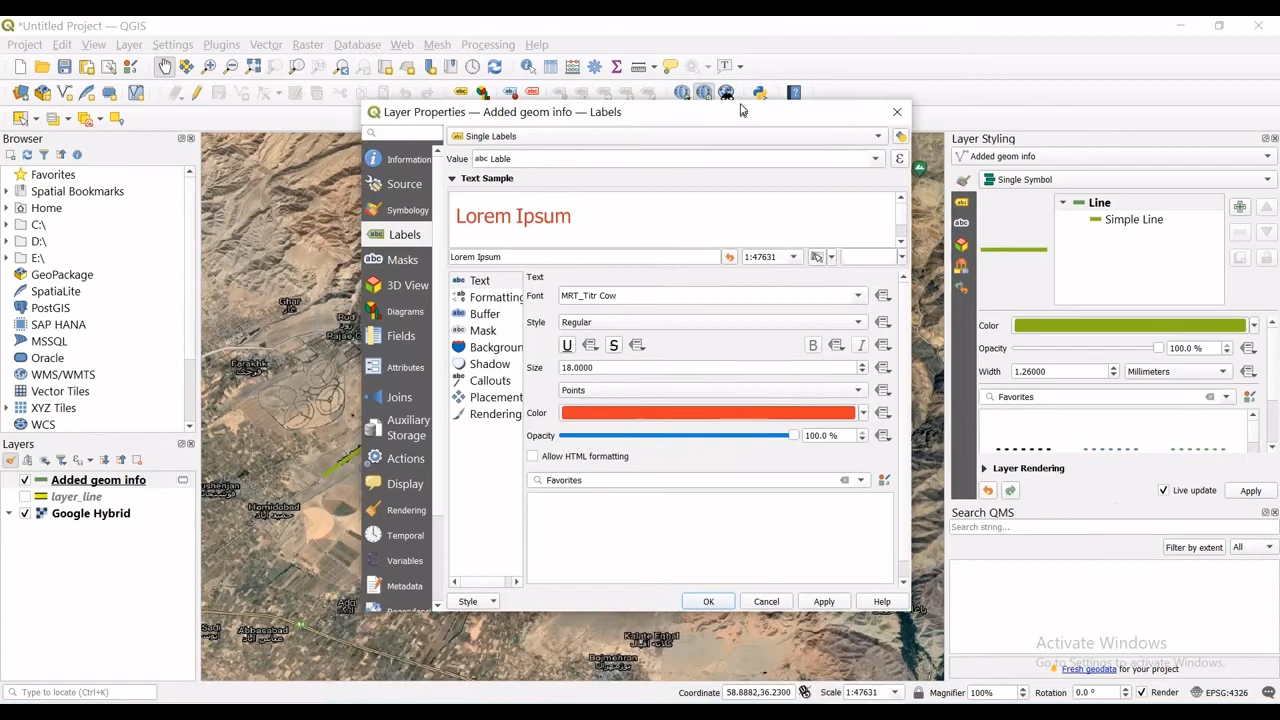 *Untitled Project — QGIS
Project Edit View Layer Settings Plugins Vector Raster Database Web Mesh Processing Help
Layer Properties — Added geom info — Labels
Browser
Favorites
Spatial Bookmarks
Home
C:\
D:\
E:\
GeoPackage
SpatiaLite
PostGIS
SAP HANA
MSSQL
Oracle
WMS/WMTS
Vector Tiles
XYZ Tiles
WCS
Layers
Added geom info
layer_line
Google Hybrid
Ghar
Farakhk
Hamidabad
Abbasabad
Information
Source
Symbology
Labels
Masks
3D View
Diagrams
Fields
Attributes
Joins
Auxiliary
Storage
Actions
Display
Rendering
Temporal
Variables
Metadata
Single Labels
Value abc Lable
Text Sample
Lorem Ipsum
Lorem Ipsum 1:47631
Text
Formatting
Buffer
Mask
Backgroun
Shadow
Callouts
Placement
Rendering
Text
Font MRT_Titr Cow
Style Regular
U S B I
Size 18.0000
Points
Color
Opacity 100.0 %
Allow HTML formatting
Favorites
Style OK Cancel Apply Help
Kalate Fahal
Bojmehran
Layer Styling
Added geom info
Single Symbol
Line
Simple Line
Color
Opacity 100.0 %
Width 1.26000 Millimeters
Favorites
Layer Rendering
Live update Apply
Search QMS
Search string...
Filter by extent All
Activate Windows
Go to Settings to activate Windows.
Fresh geodata for your project
Type to locate (Ctrl+K) Coordinate 58.8882,36.2300 Scale 1:47631 Magnifier 100% Rotation 0.0 ° Render EPSG:4326